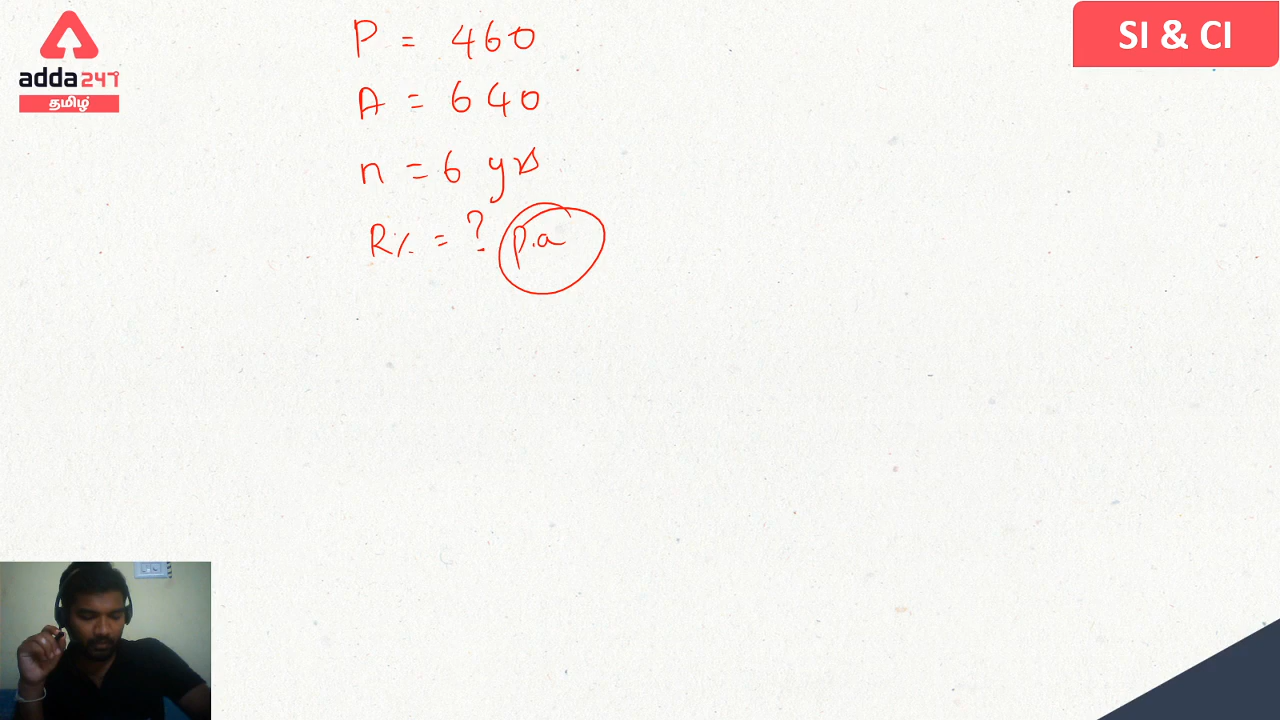 SI & CI
adda247
தமிழ்
P = 460
A = 640
n = 6 yrs
R% = ? p.a